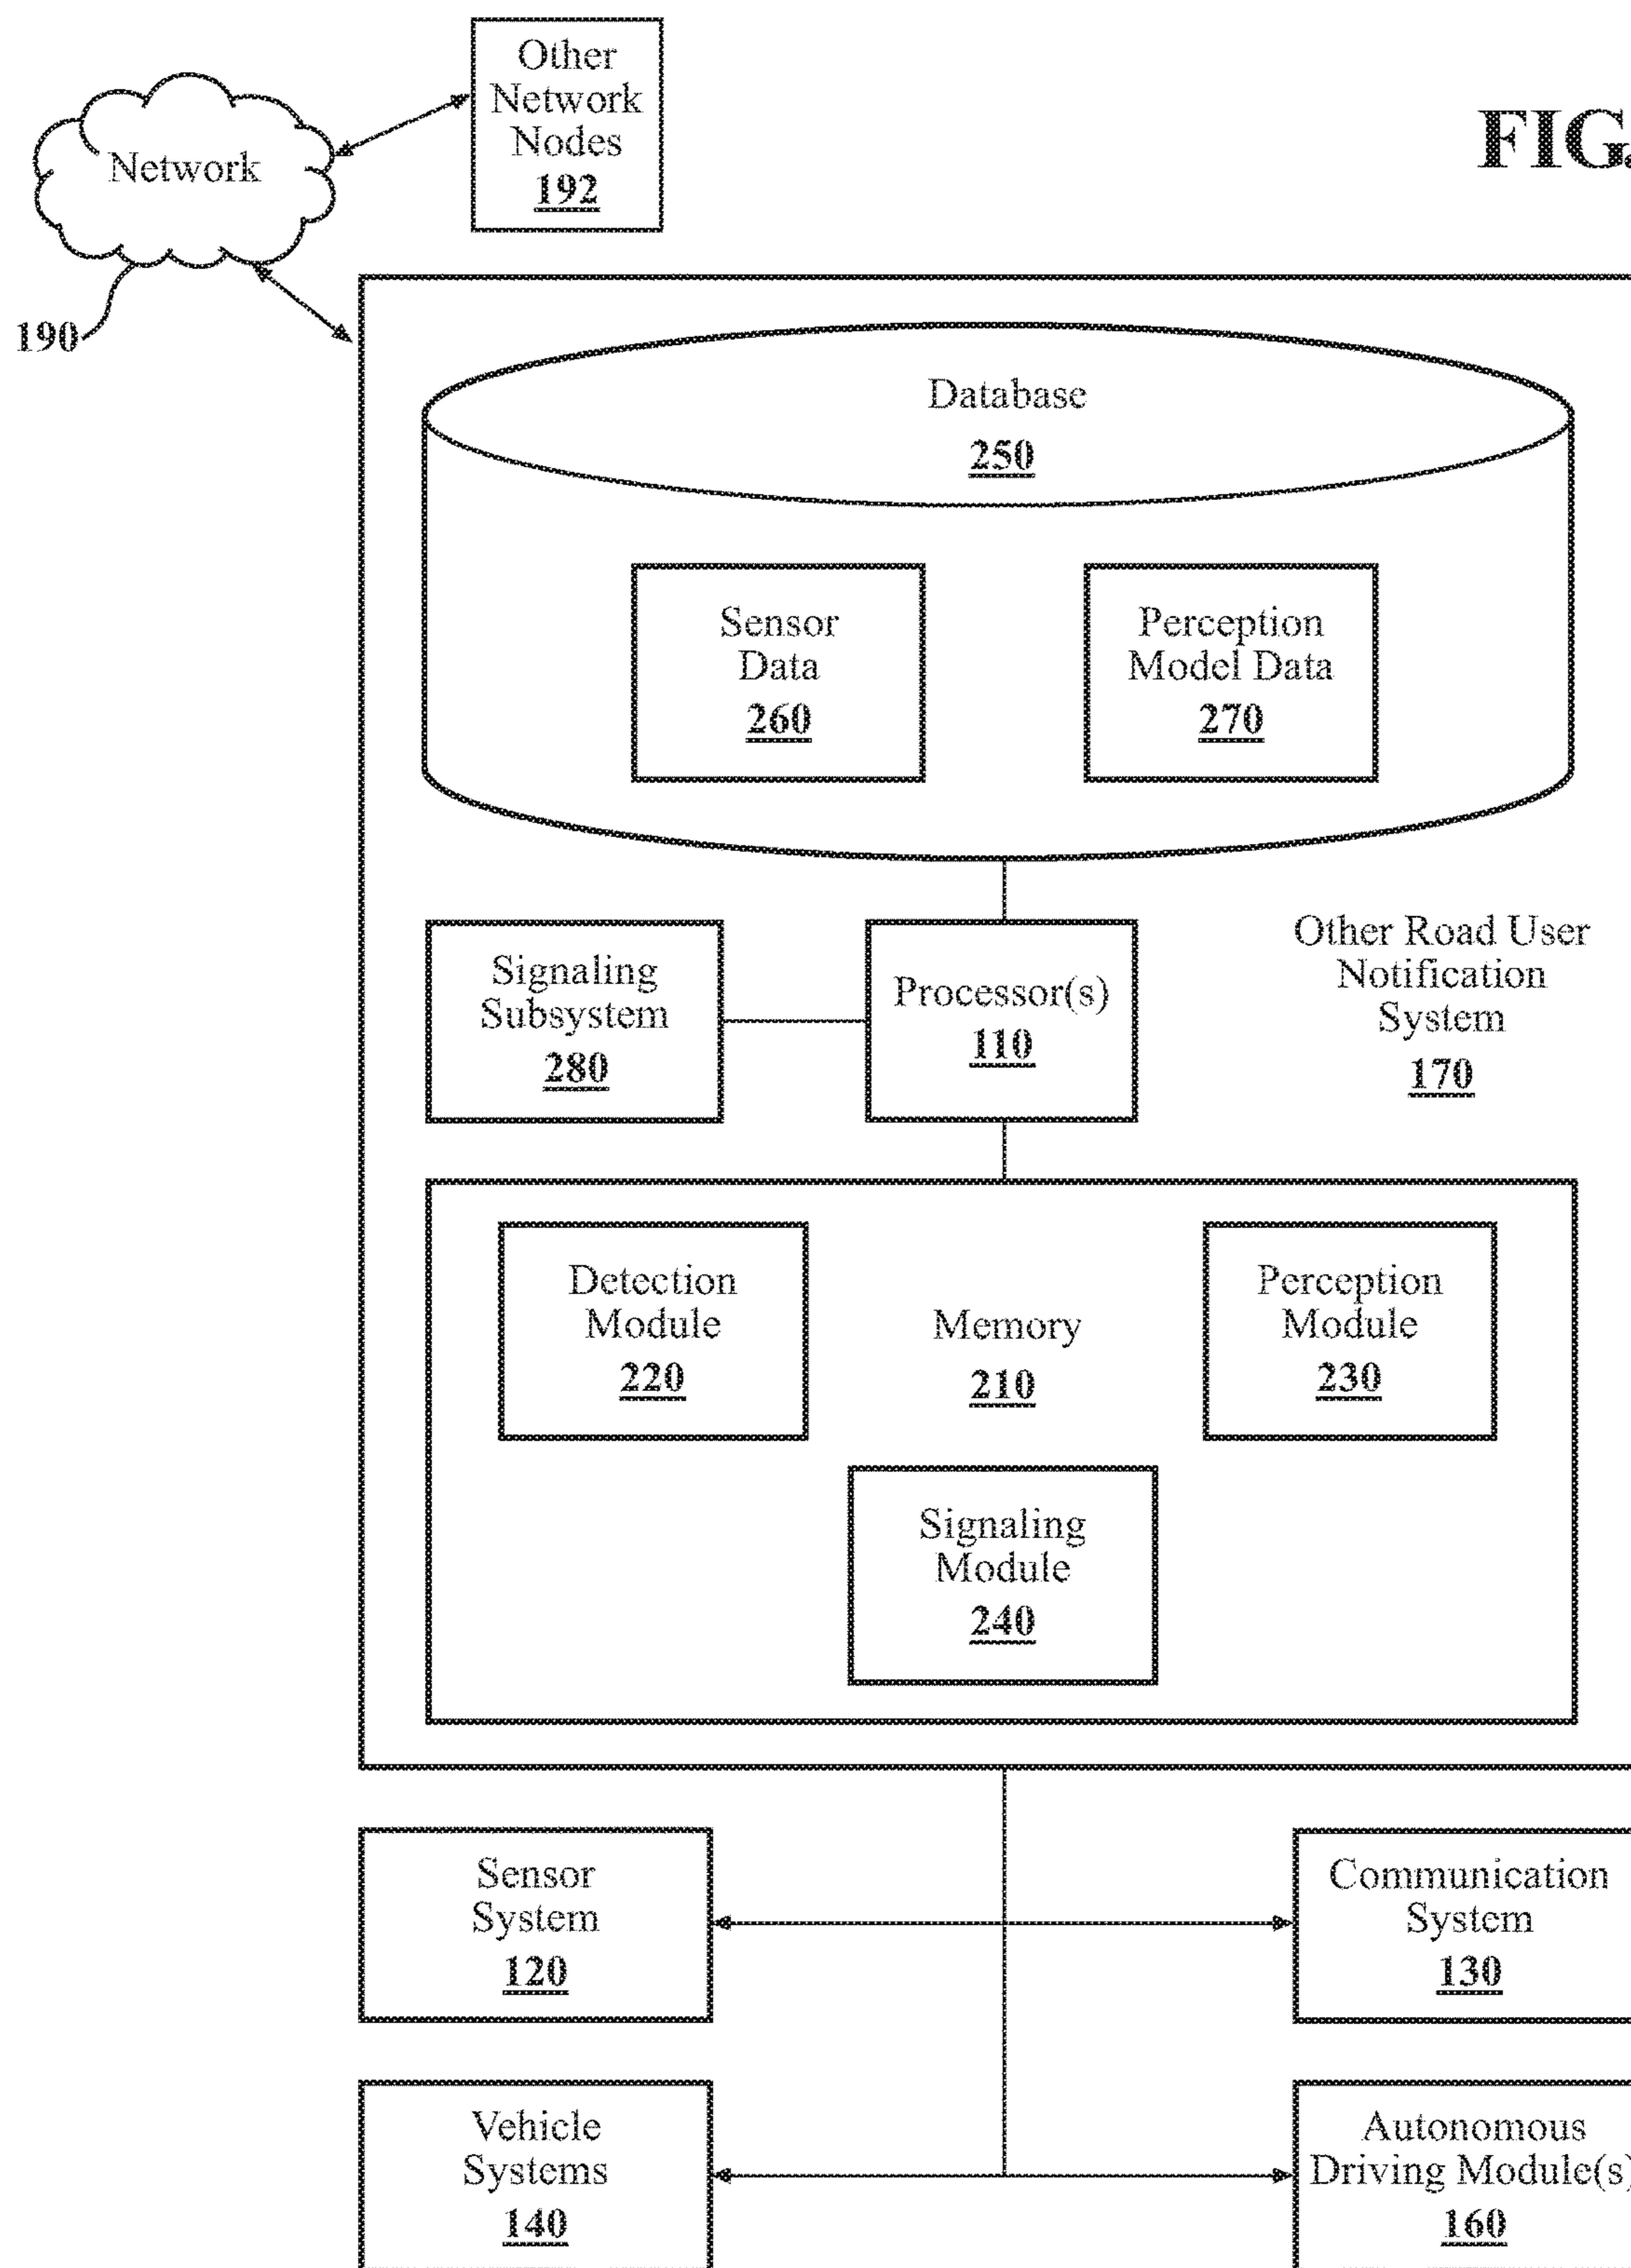 Other
Network
Nodes
192
Network
FIG.
190
Database
250
Sensor
Data
260
Perception
Model Data
270
Signaling
Subsystem
280
Processor(s)
110
Other Road User
Notification
System
170
Detection
Module
220
Memory
210
Perception
Module
230
Signaling
Module
240
Sensor
System
120
Communication
System
130
Vehicle
Systems
140
Autonomous
Driving Module(s)
160